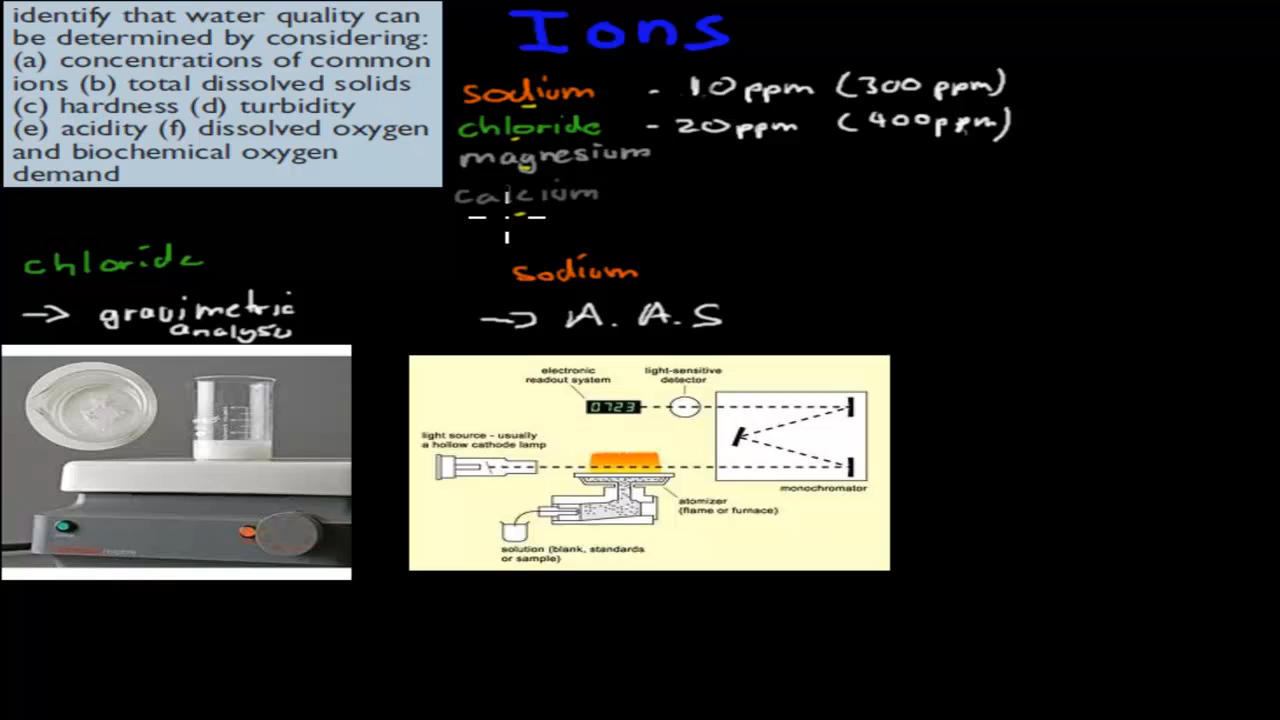 identify that water quality can
be determined by considering:
(a) concentrations of common
ions (b) total dissolved solids
(c) hardness (d) turbidity
(e) acidity (f) dissolved oxygen
and biochemical oxygen
demand
Ions
sodium - 10 ppm (300 ppm)
chloride - 20 ppm (400 ppm)
magnesium
calcium
chloride
→ gravimetric
analysis
sodium
→ A.A.S
electronic
readout system
light-sensitive
detector
0723
light source - usually
a hollow cathode lamp
monochromator
atomizer
(flame or furnace)
solution (blank, standards
or sample)